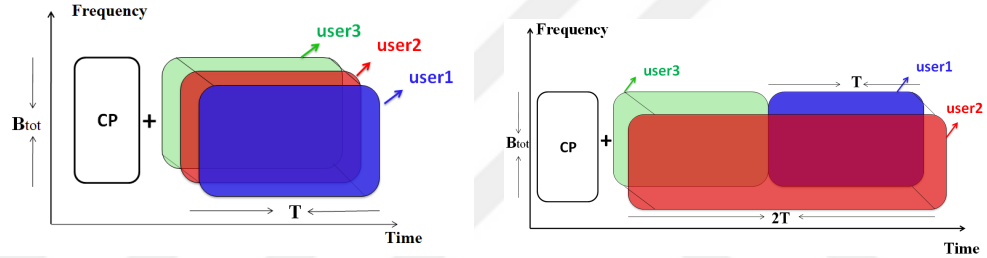 Frequency
user3
user2
user1
Btot
CP
+
T
Time
Frequency
user3
T
user1
user2
Btot
CP
+
2T
Time